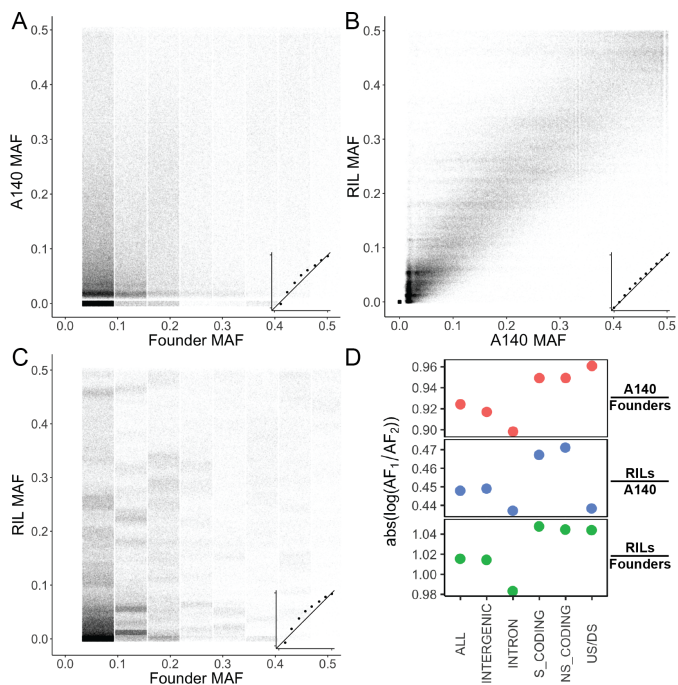 A
0.5
0.4
0.3
0.2
0.1
0.0
A140 MAF
0.0 0.1 0.2 0.3 0.4 0.5
Founder MAF
B
0.5
0.4
0.3
0.2
0.1
0.0
RIL MAF
0.0 0.1 0.2 0.3 0.4 0.5
A140 MAF
C
0.5
0.4
0.3
0.2
0.1
0.0
RIL MAF
0.0 0.1 0.2 0.3 0.4 0.5
Founder MAF
D
abs(log(AF1/AF2))
0.96
0.94
0.92
0.90
A140
Founders
0.47
0.46
0.45
0.44
RILs
A140
1.04
1.02
1.00
0.98
RILs
Founders
ALL
INTERGENIC
INTRON
S_CODING
NS_CODING
US/DS